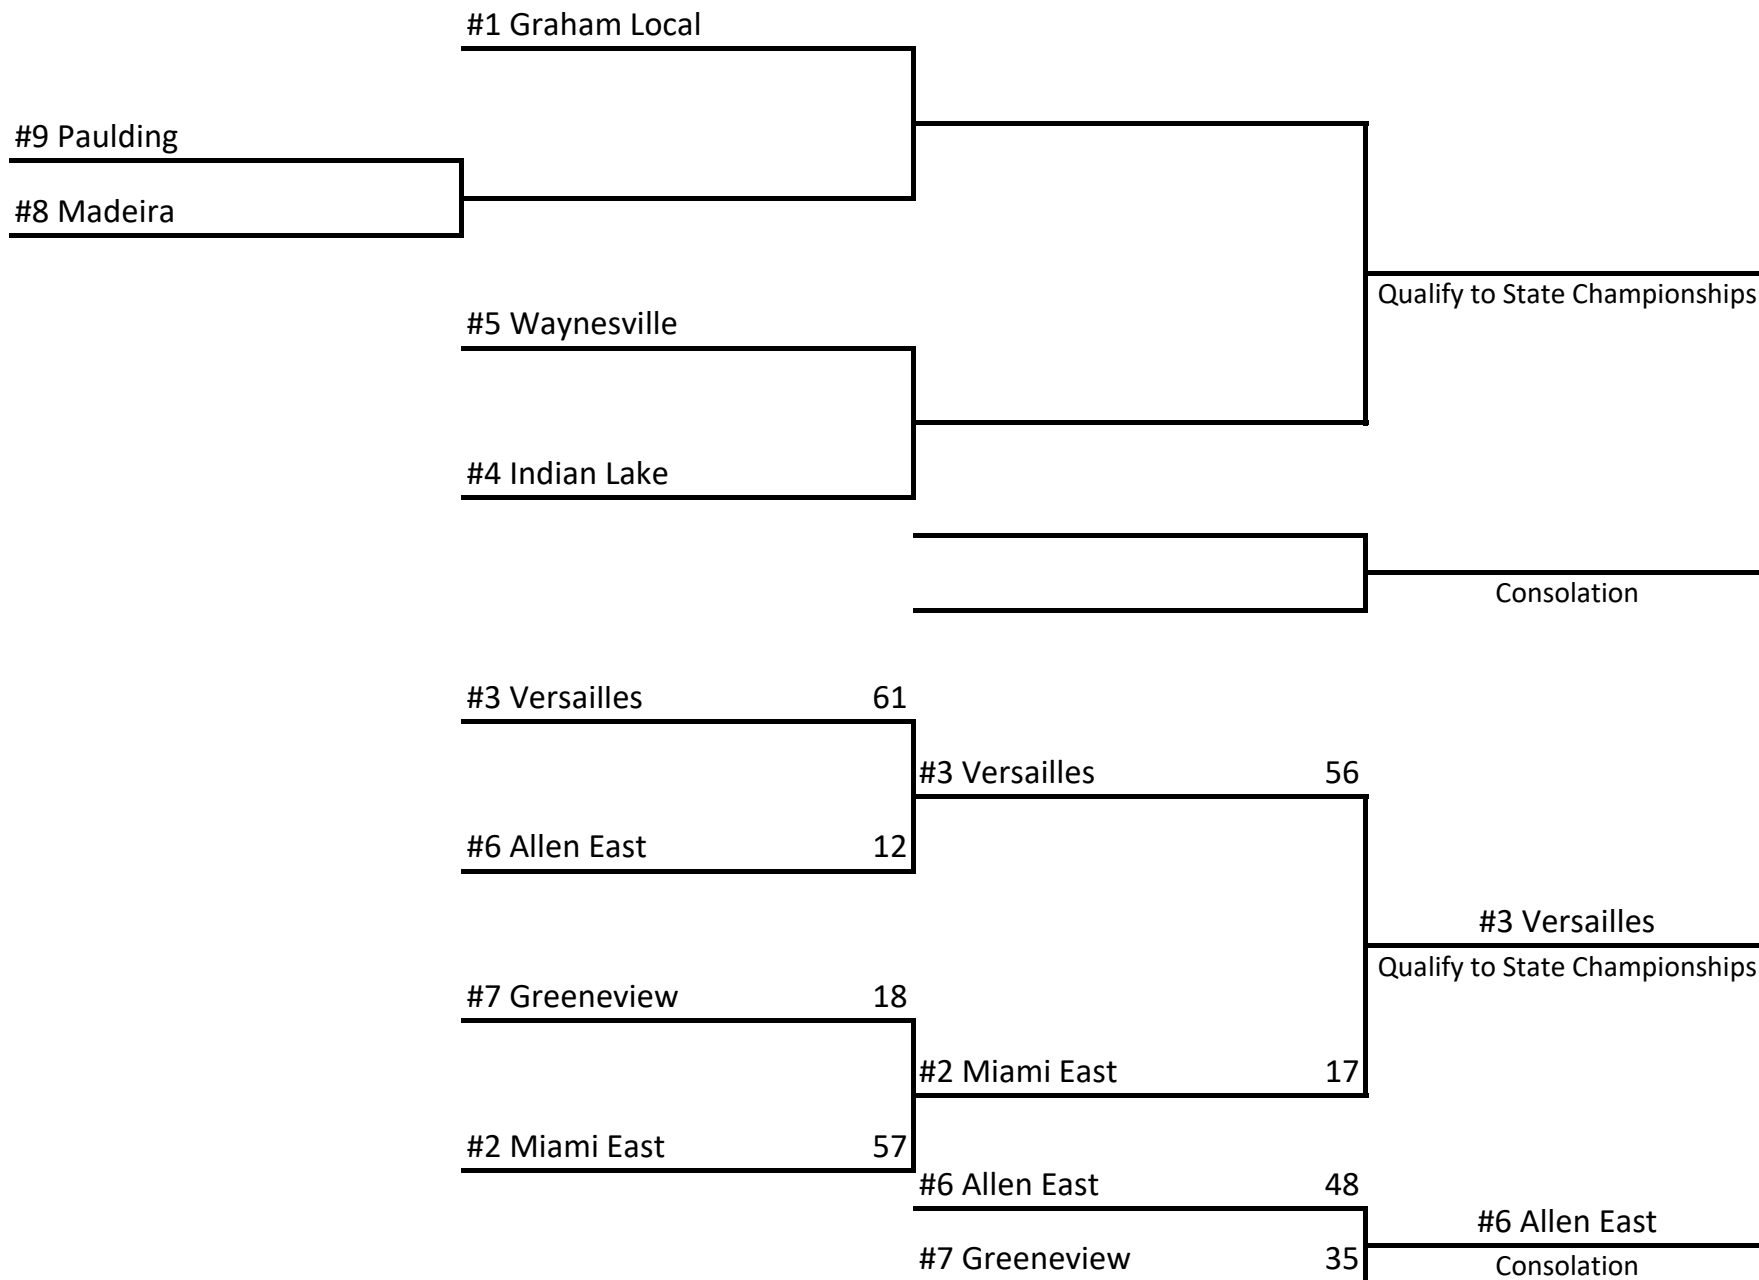 #1 Graham Local
#9 Paulding
#8 Madeira
Qualify to State Championships
#5 Waynesville
#4 Indian Lake
Consolation
#3 Versailles 61
#3 Versailles 56
#6 Allen East 12
#3 Versailles
Qualify to State Championships
#7 Greeneview 18
#2 Miami East 17
#2 Miami East 57
#6 Allen East 48
#6 Allen East
#7 Greeneview 35
Consolation